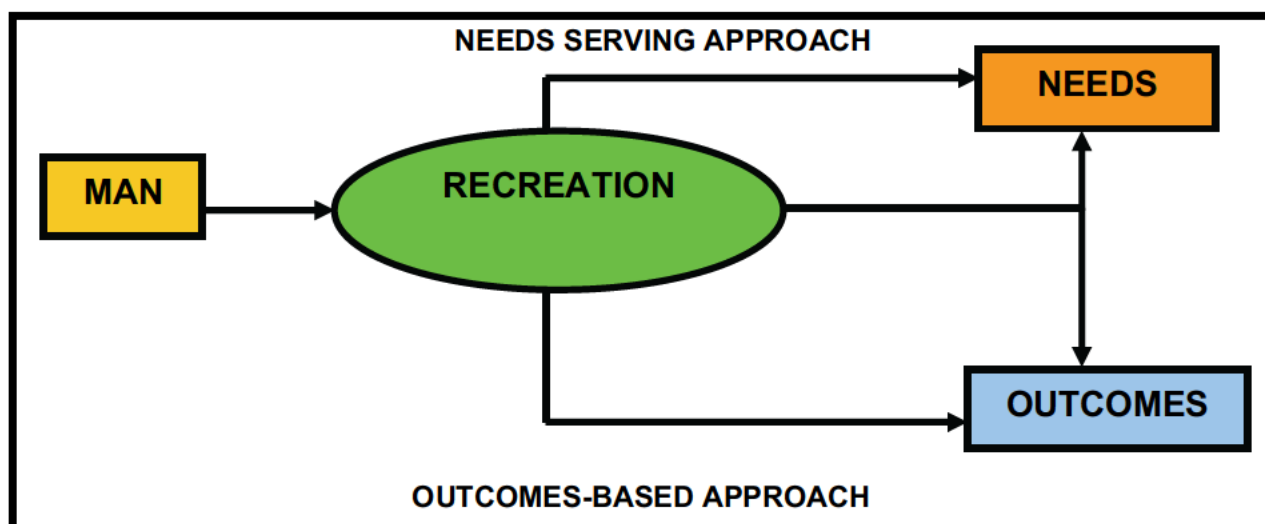 NEEDS SERVING APPROACH
NEEDS
MAN
RECREATION
OUTCOMES
OUTCOMES-BASED APPROACH